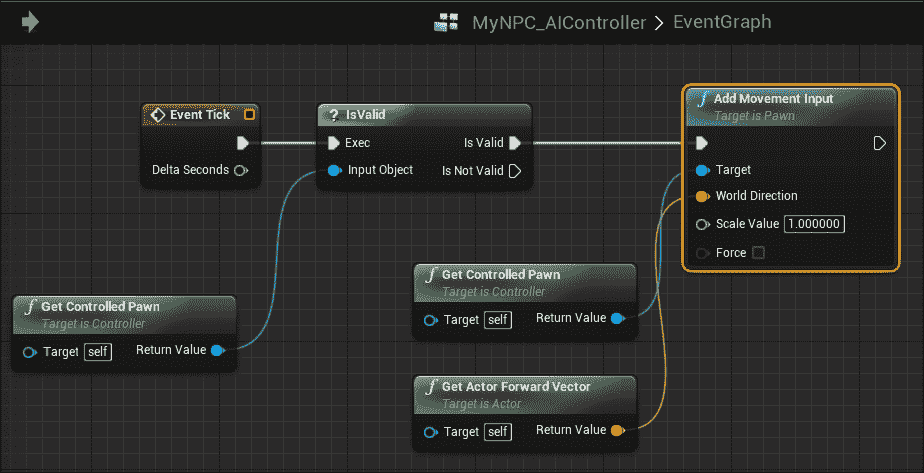 MyNPC_AIController > EventGraph
Event Tick
Delta Seconds
? IsValid
Exec
Is Valid
Input Object
Is Not Valid
f Add Movement Input
Target is Pawn
Target
World Direction
Scale Value 1.000000
Force
f Get Controlled Pawn
Target is Controller
Target self
Return Value
f Get Controlled Pawn
Target is Controller
Target self
Return Value
f Get Actor Forward Vector
Target is Actor
Target self
Return Value